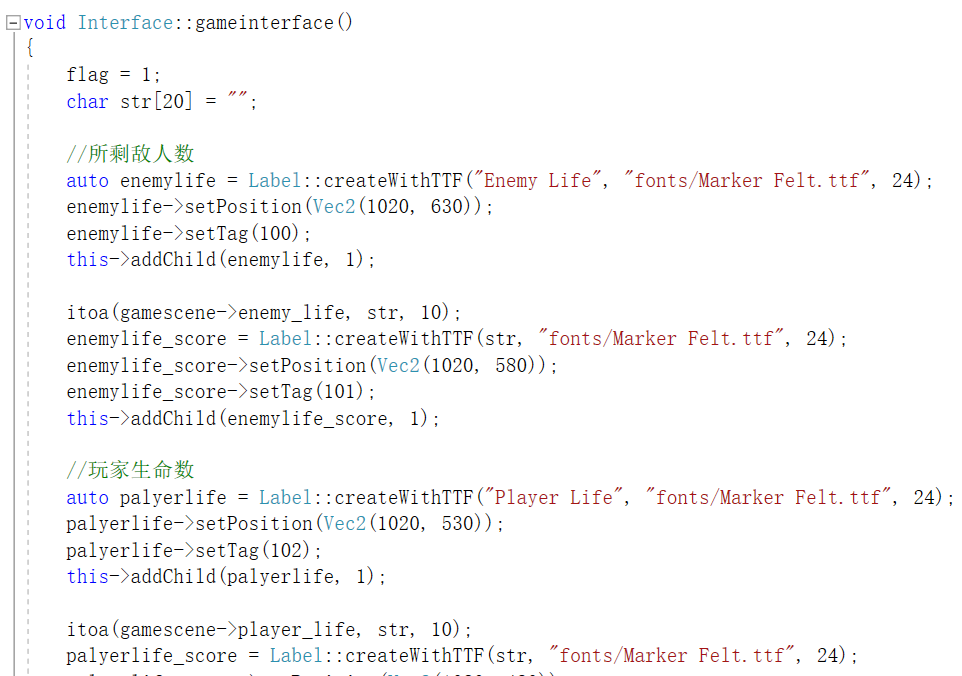 void Interface::gameinterface()
{
flag = 1;
char str[20] = "";
//所剩敌人数
auto enemylife = Label::createWithTTF("Enemy Life", "fonts/Marker Felt.ttf", 24);
enemylife->setPosition(Vec2(1020, 630));
enemylife->setTag(100);
this->addChild(enemylife, 1);
itoa(gamescene->enemy_life, str, 10);
enemylife_score = Label::createWithTTF(str, "fonts/Marker Felt.ttf", 24);
enemylife_score->setPosition(Vec2(1020, 580));
enemylife_score->setTag(101);
this->addChild(enemylife_score, 1);
//玩家生命数
auto palyerlife = Label::createWithTTF("Player Life", "fonts/Marker Felt.ttf", 24);
palyerlife->setPosition(Vec2(1020, 530));
palyerlife->setTag(102);
this->addChild(palyerlife, 1);
itoa(gamescene->player_life, str, 10);
palyerlife_score = Label::createWithTTF(str, "fonts/Marker Felt.ttf", 24);